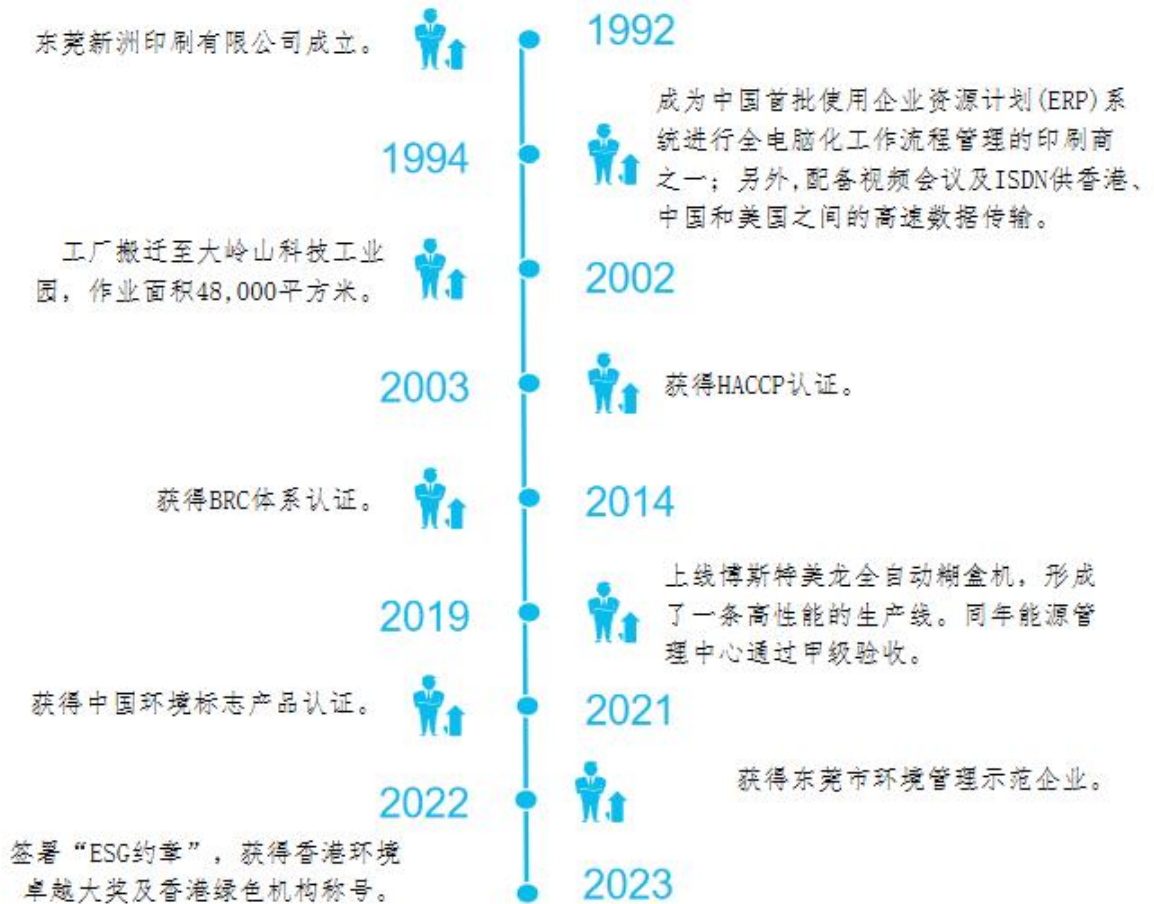 东莞新洲印刷有限公司成立。
1992
1994
成为中国首批使用企业资源计划(ERP)系
统进行全电脑化工作流程管理的印刷商
之一；另外,配备视频会议及ISDN供香港、
中国和美国之间的高速数据传输。
工厂搬迁至大岭山科技工业
园，作业面积48,000平方米。
2002
2003
获得HACCP认证。
获得BRC体系认证。
2014
2019
上线博斯特美龙全自动糊盒机，形成
了一条高性能的生产线。同年能源管
理中心通过甲级验收。
获得中国环境标志产品认证。
2021
2022
获得东莞市环境管理示范企业。
签署“ESG约章”，获得香港环境
卓越大奖及香港绿色机构称号。
2023